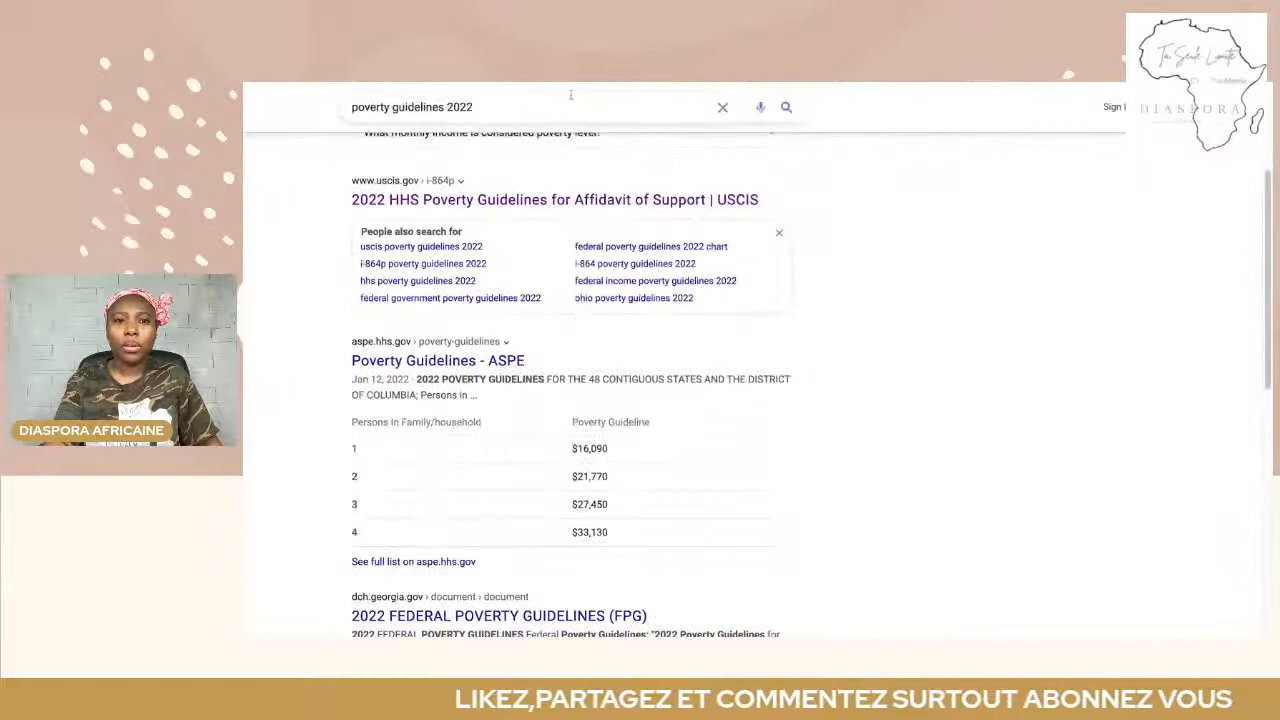 Ta Seule Limite
DIASPORA
poverty guidelines 2022
Sign i
What monthly income is considered poverty level?
www.uscis.gov › i-864p
2022 HHS Poverty Guidelines for Affidavit of Support | USCIS
People also search for
uscis poverty guidelines 2022
federal poverty guidelines 2022 chart
i-864p poverty guidelines 2022
i-864 poverty guidelines 2022
hhs poverty guidelines 2022
federal income poverty guidelines 2022
federal government poverty guidelines 2022
ohio poverty guidelines 2022
aspe.hhs.gov › poverty-guidelines
Poverty Guidelines - ASPE
Jan 12, 2022 · 2022 POVERTY GUIDELINES FOR THE 48 CONTIGUOUS STATES AND THE DISTRICT
OF COLUMBIA; Persons in ...
Persons In Family/household Poverty Guideline
1 $16,090
2 $21,770
3 $27,450
4 $33,130
See full list on aspe.hhs.gov
dch.georgia.gov › document › document
2022 FEDERAL POVERTY GUIDELINES (FPG)
2022 FEDERAL POVERTY GUIDELINES Federal Poverty Guidelines: "2022 Poverty Guidelines for
DIASPORA AFRICAINE
LIKEZ,PARTAGEZ ET COMMENTEZ SURTOUT ABONNEZ VOUS